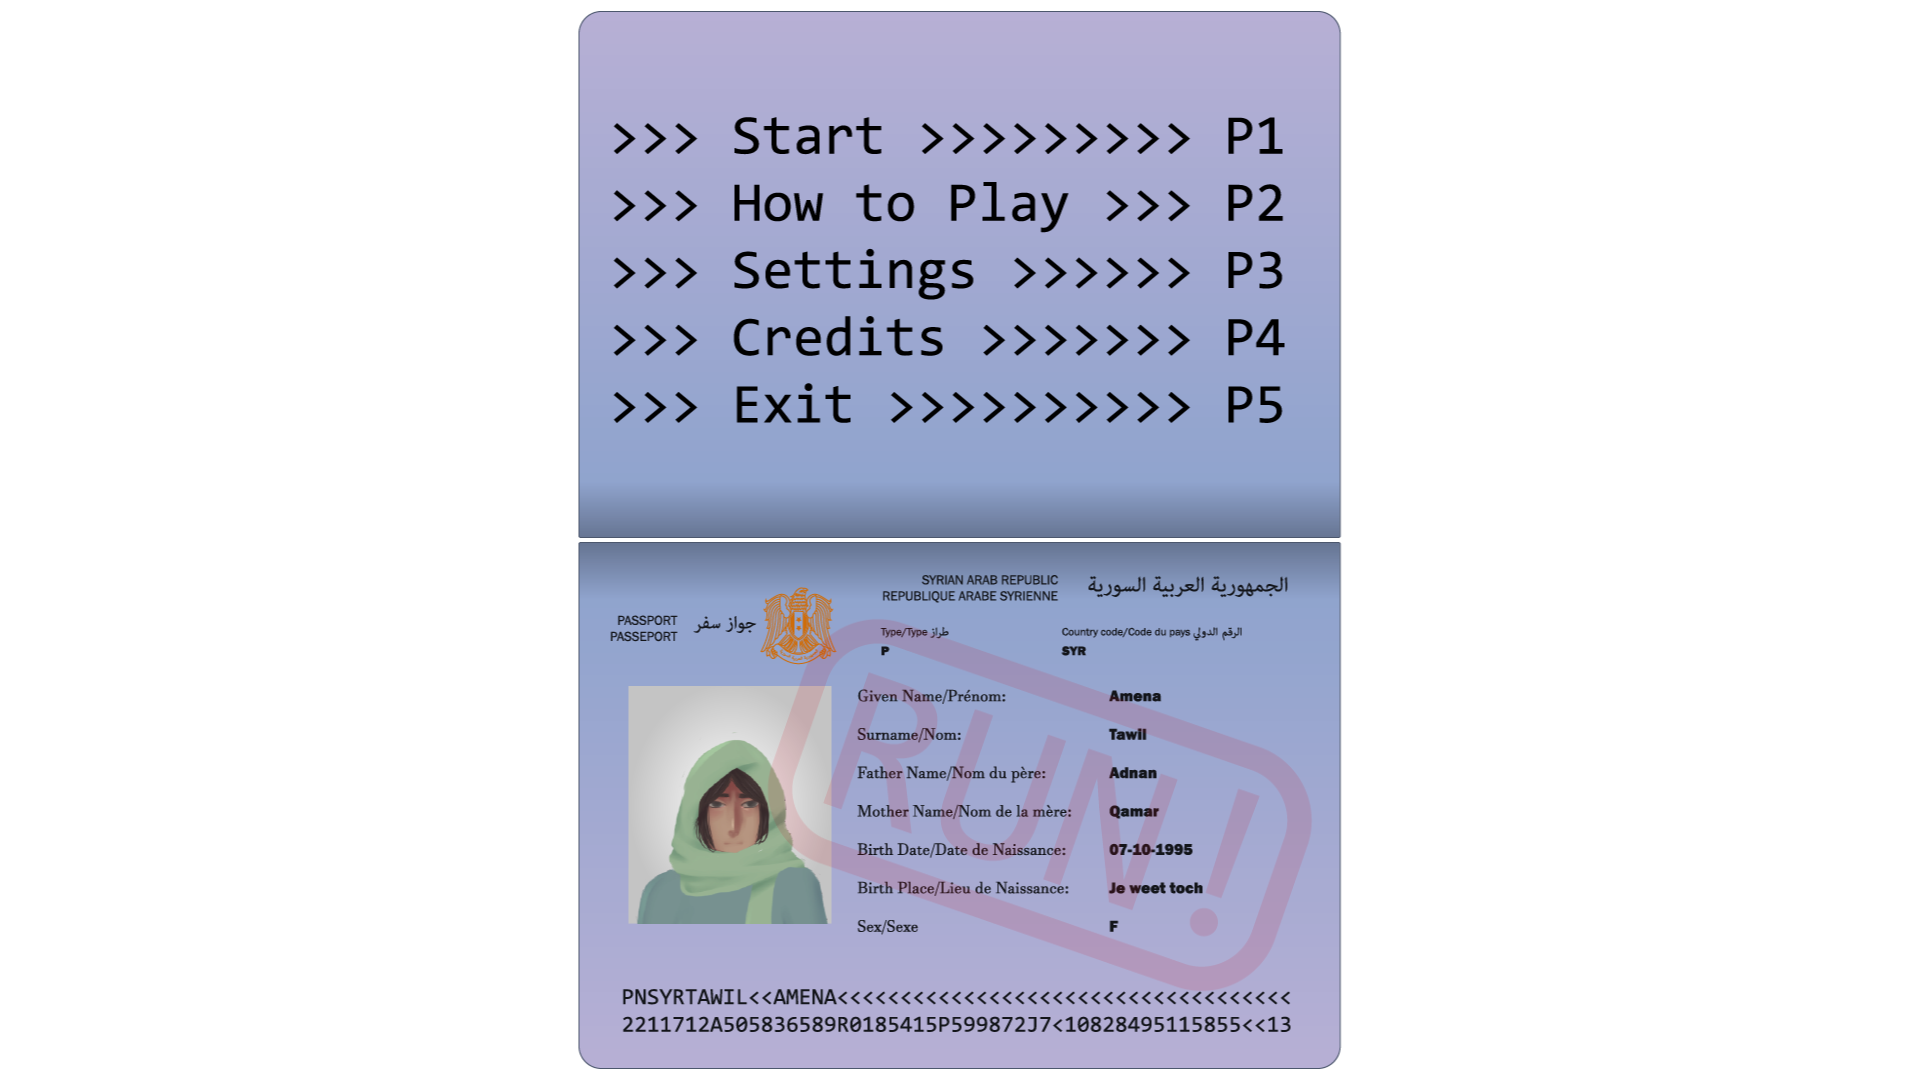 >>> Start >>>>>>>>> P1
>>> How to Play >>> P2
>>> Settings >>>>>> P3
>>> Credits >>>>>>> P4
>>> Exit >>>>>>>>>> P5
SYRIAN ARAB REPUBLIC الجمهورية العربية السورية
REPUBLIQUE ARABE SYRIENNE
PASSPORT جواز سفر
PASSEPORT
Type/Type طراز Country code/Code du pays الرقم الدولي
P SYR
Given Name/Prénom: Amena
Surname/Nom: Tawil
Father Name/Nom du père: Adnan
Mother Name/Nom de la mère: Qamar
Birth Date/Date de Naissance: 07-10-1995
Birth Place/Lieu de Naissance: Je weet toch
Sex/Sexe F
RUN!
PNSYRTAWIL<<AMENA<<<<<<<<<<<<<<<<<<<<<<<<<<<<<<<<<<<<
2211712A505836589R0185415P599872J7<10828495115855<<13